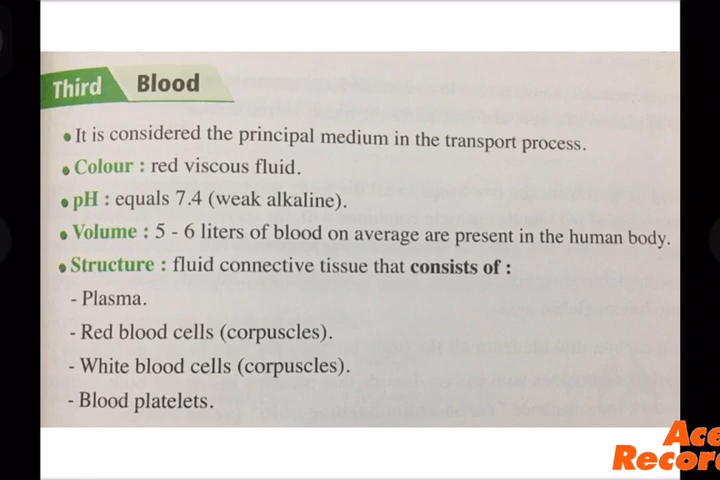 Third Blood
• It is considered the principal medium in the transport process.
• Colour : red viscous fluid.
• pH : equals 7.4 (weak alkaline).
• Volume : 5 - 6 liters of blood on average are present in the human body.
• Structure : fluid connective tissue that consists of :
- Plasma.
- Red blood cells (corpuscles).
- White blood cells (corpuscles).
- Blood platelets.